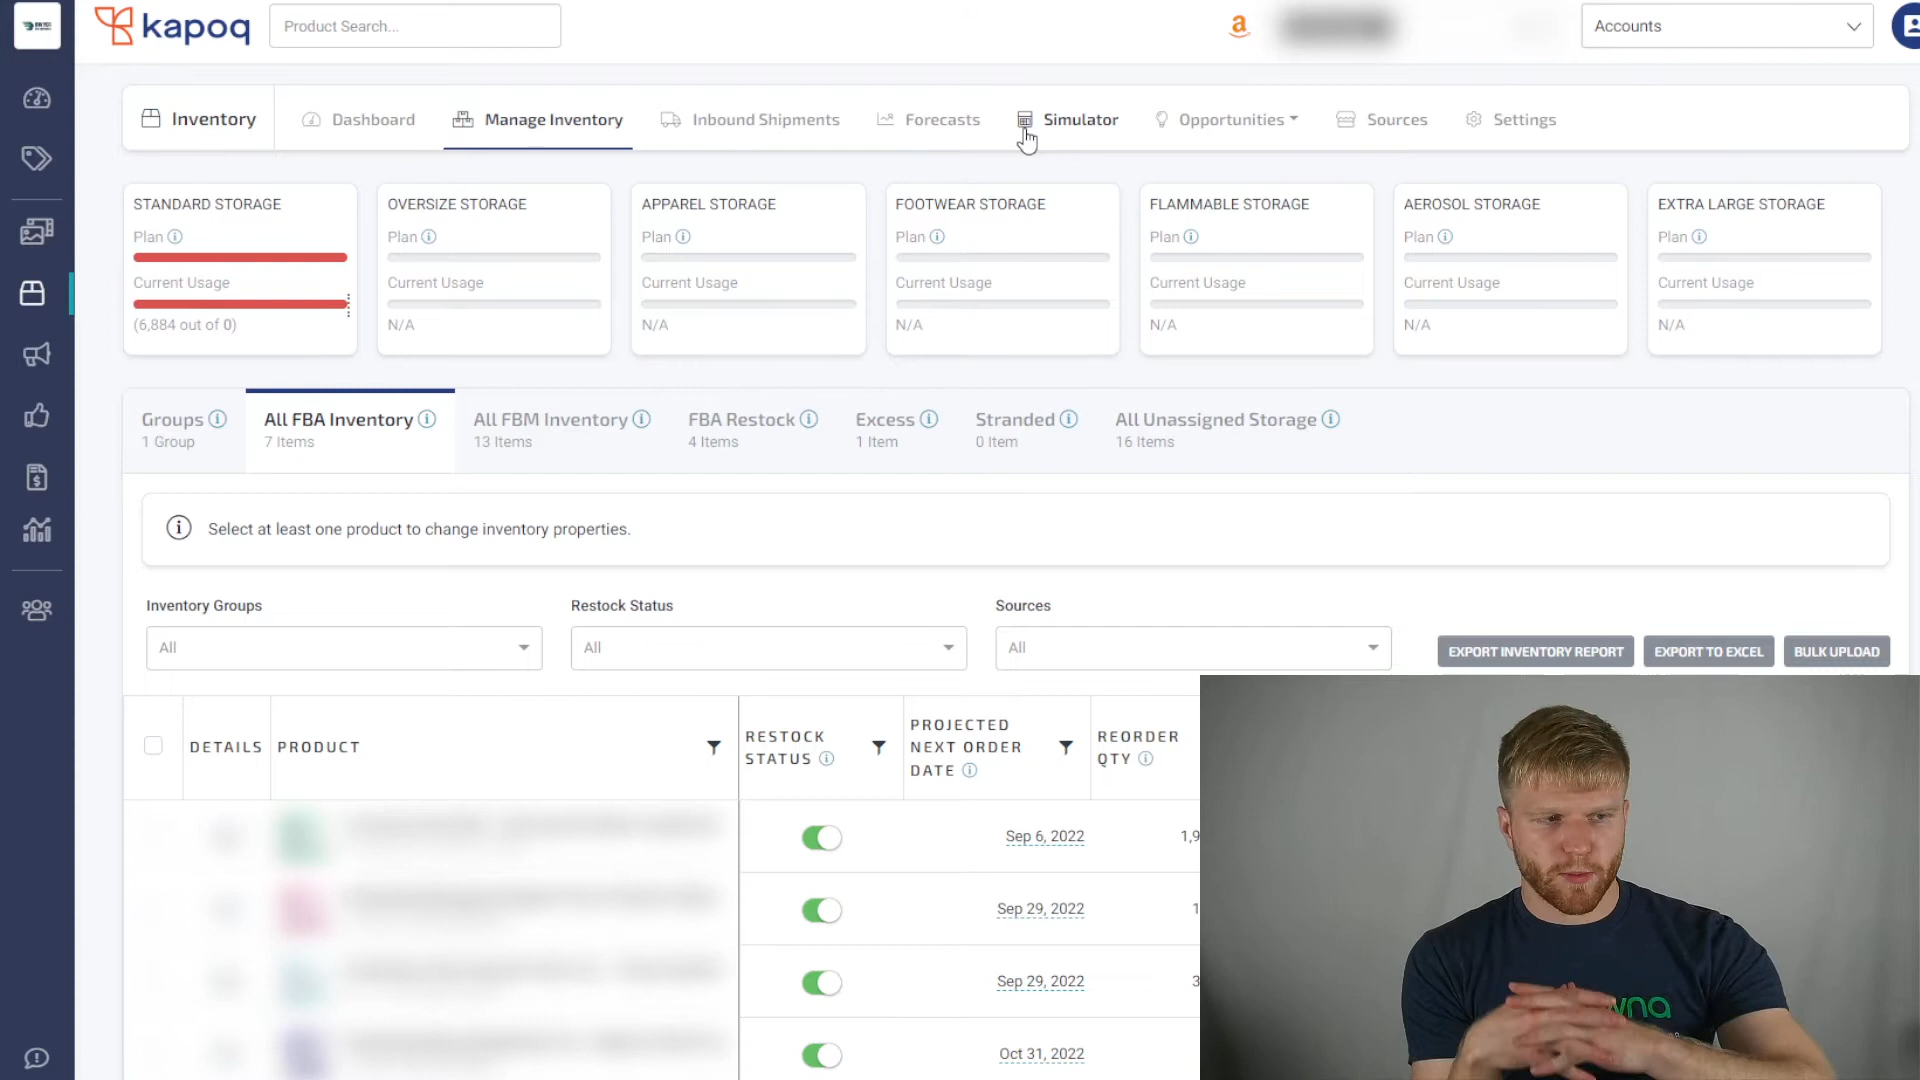 kapoq
Product Search...
a
Accounts
Inventory
Dashboard
Manage Inventory
Inbound Shipments
Forecasts
Simulator
Opportunities
Sources
Settings
STANDARD STORAGE
Plan
Current Usage
(6,884 out of 0)
OVERSIZE STORAGE
Plan
Current Usage
N/A
APPAREL STORAGE
Plan
Current Usage
N/A
FOOTWEAR STORAGE
Plan
Current Usage
N/A
FLAMMABLE STORAGE
Plan
Current Usage
N/A
AEROSOL STORAGE
Plan
Current Usage
N/A
EXTRA LARGE STORAGE
Plan
Current Usage
N/A
Groups
1 Group
All FBA Inventory
7 Items
All FBM Inventory
13 Items
FBA Restock
4 Items
Excess
1 Item
Stranded
0 Item
All Unassigned Storage
16 Items
Select at least one product to change inventory properties.
Inventory Groups
All
Restock Status
All
Sources
All
EXPORT INVENTORY REPORT
EXPORT TO EXCEL
BULK UPLOAD
DETAILS
PRODUCT
RESTOCK
STATUS
PROJECTED
NEXT ORDER
DATE
REORDER
QTY
Sep 6, 2022
1,9
Sep 29, 2022
1
Sep 29, 2022
3
Oct 31, 2022